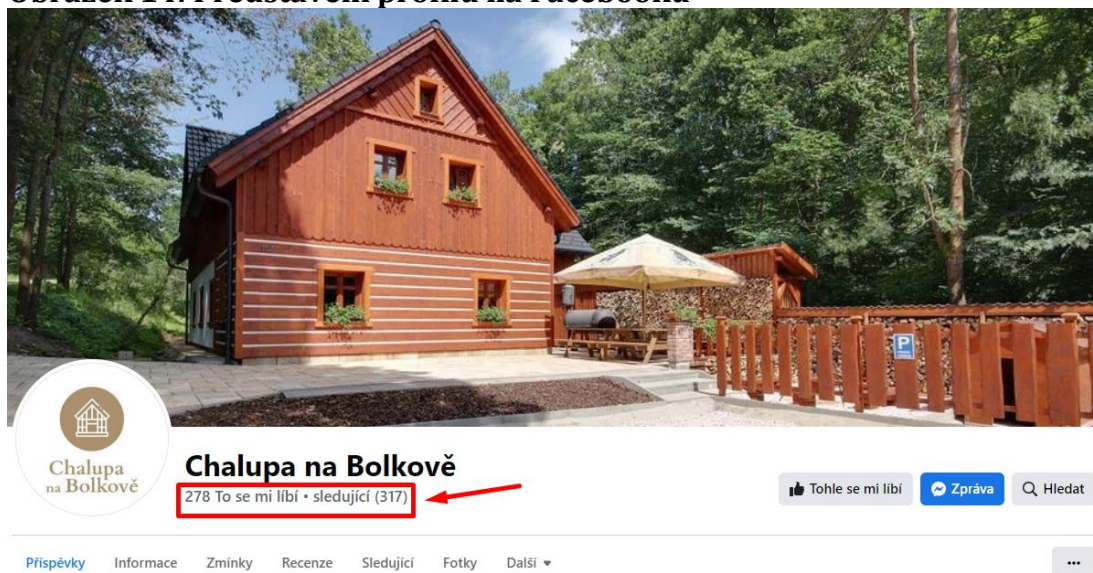 Chalupa
na Bolkově
Chalupa na Bolkově
278 To se mi líbí • sledující (317)
Tohle se mi líbí
Zpráva
Hledat
Příspěvky Informace Zmínky Recenze Sledující Fotky Další
P